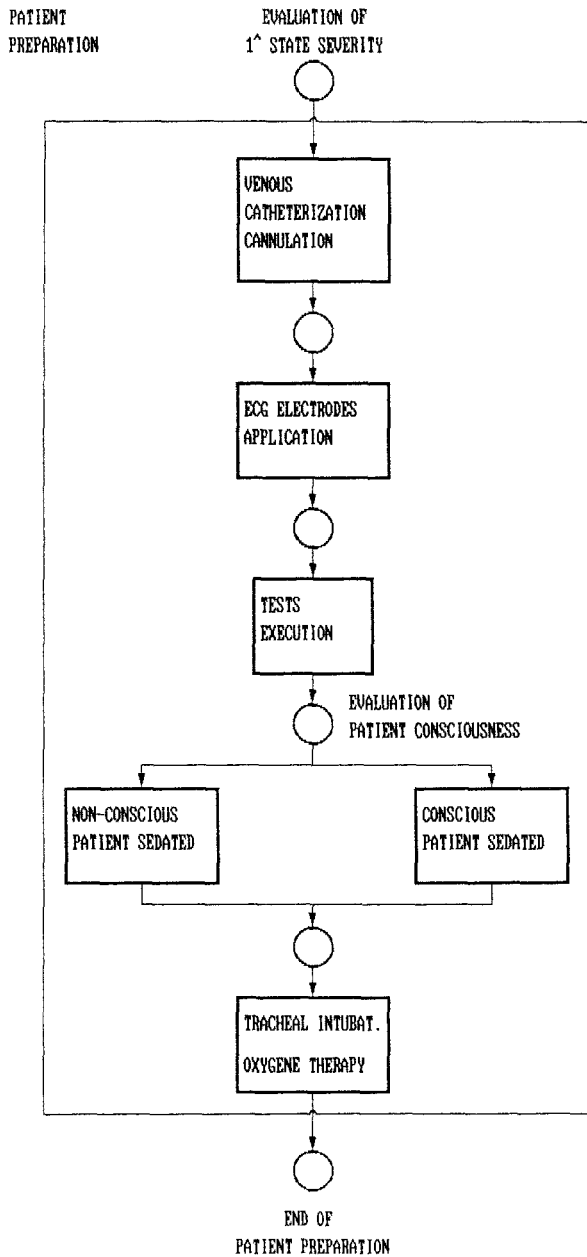 PATIENT
PREPARATION
EVALUATION OF
1^ STATE SEVERITY
VENOUS
CATHETERIZATION
CANNULATION
ECG ELECTRODES
APPLICATION
TESTS
EXECUTION
EVALUATION OF
PATIENT CONSCIOUSNESS
NON-CONSCIOUS
PATIENT SEDATED
CONSCIOUS
PATIENT SEDATED
TRACHEAL INTUBAT.
OXYGENE THERAPY
END OF
PATIENT PREPARATION